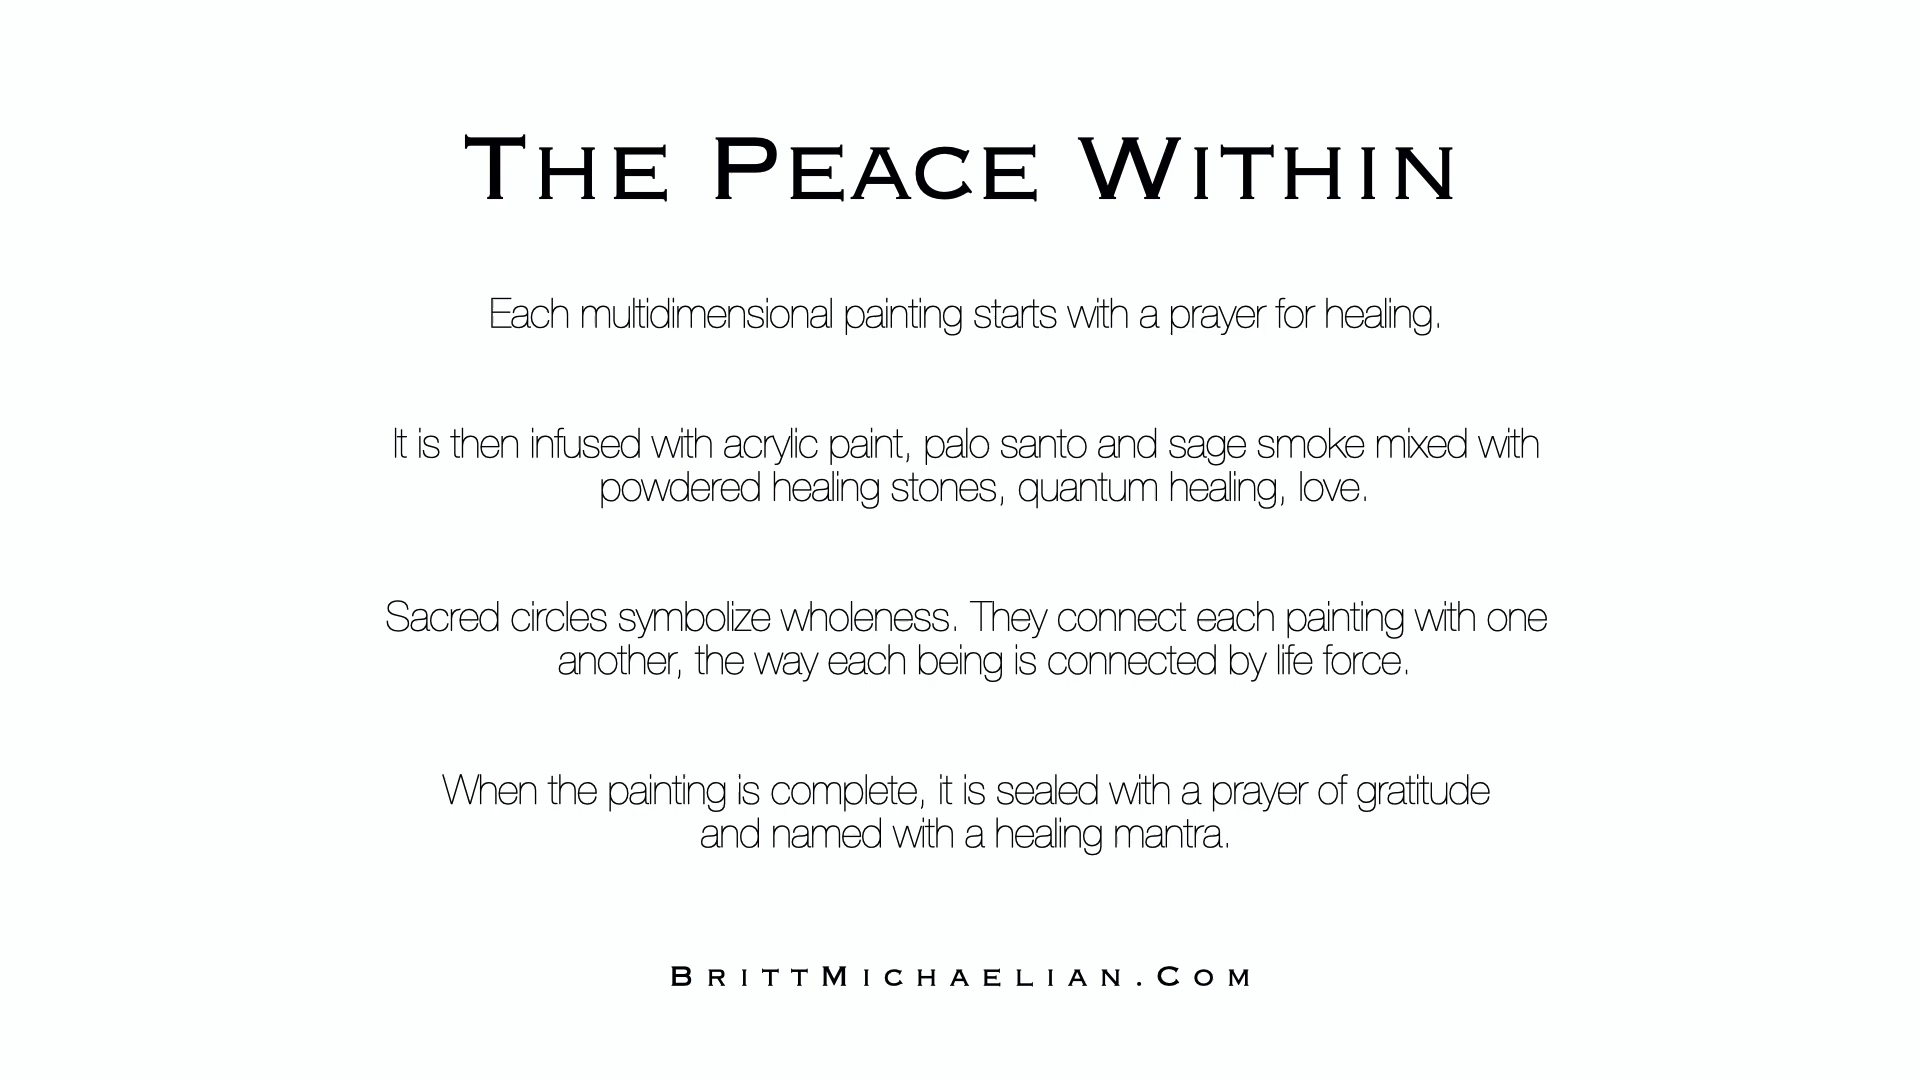 The Peace Within
Each multidimensional painting starts with a prayer for healing.
It is then infused with acrylic paint, palo santo and sage smoke mixed with
powdered healing stones, quantum healing, love.
Sacred circles symbolize wholeness. They connect each painting with one
another, the way each being is connected by life force.
When the painting is complete, it is sealed with a prayer of gratitude
and named with a healing mantra.
BrittMichaelian.Com